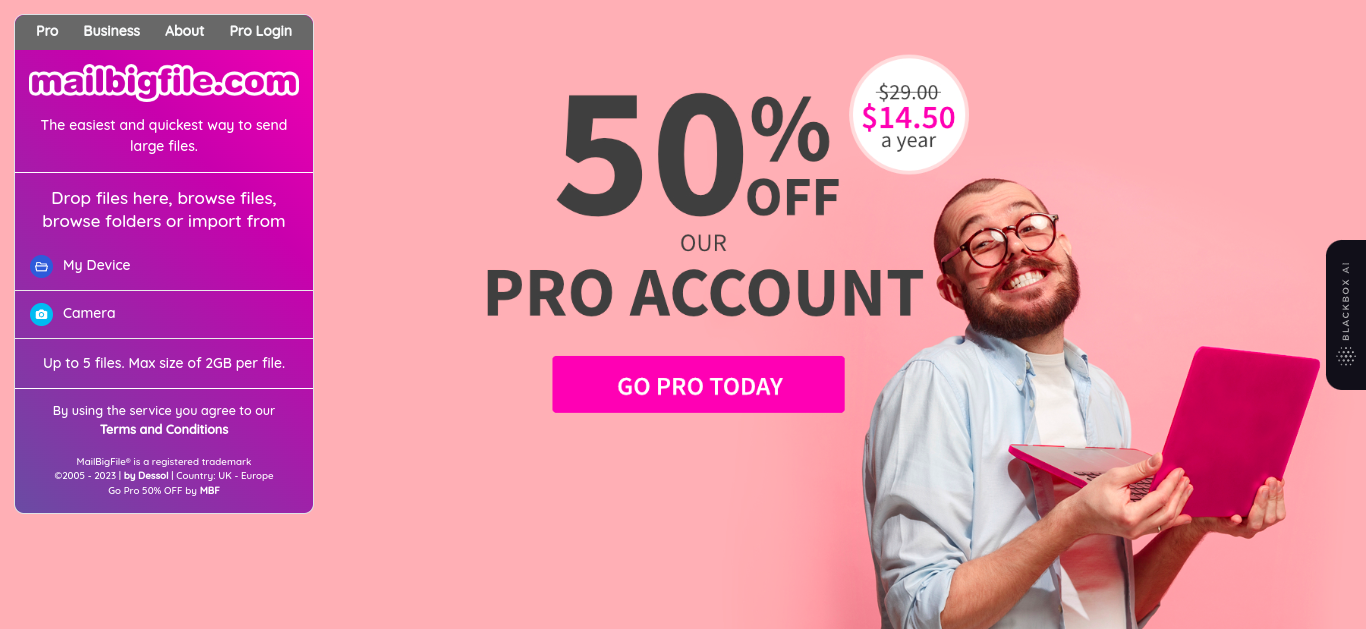 Pro Business About Pro Login
mailbigfile.com
The easiest and quickest way to send
large files.
Drop files here, browse files,
browse folders or import from
My Device
Camera
Up to 5 files. Max size of 2GB per file.
By using the service you agree to our
Terms and Conditions
MailBigFile® is a registered trademark
©2005 - 2023 | by Dessol | Country: UK - Europe
Go Pro 50% OFF by MBF
50%
OFF
OUR
PRO ACCOUNT
GO PRO TODAY
$29.00
$14.50
a year
BLACKBOX AI